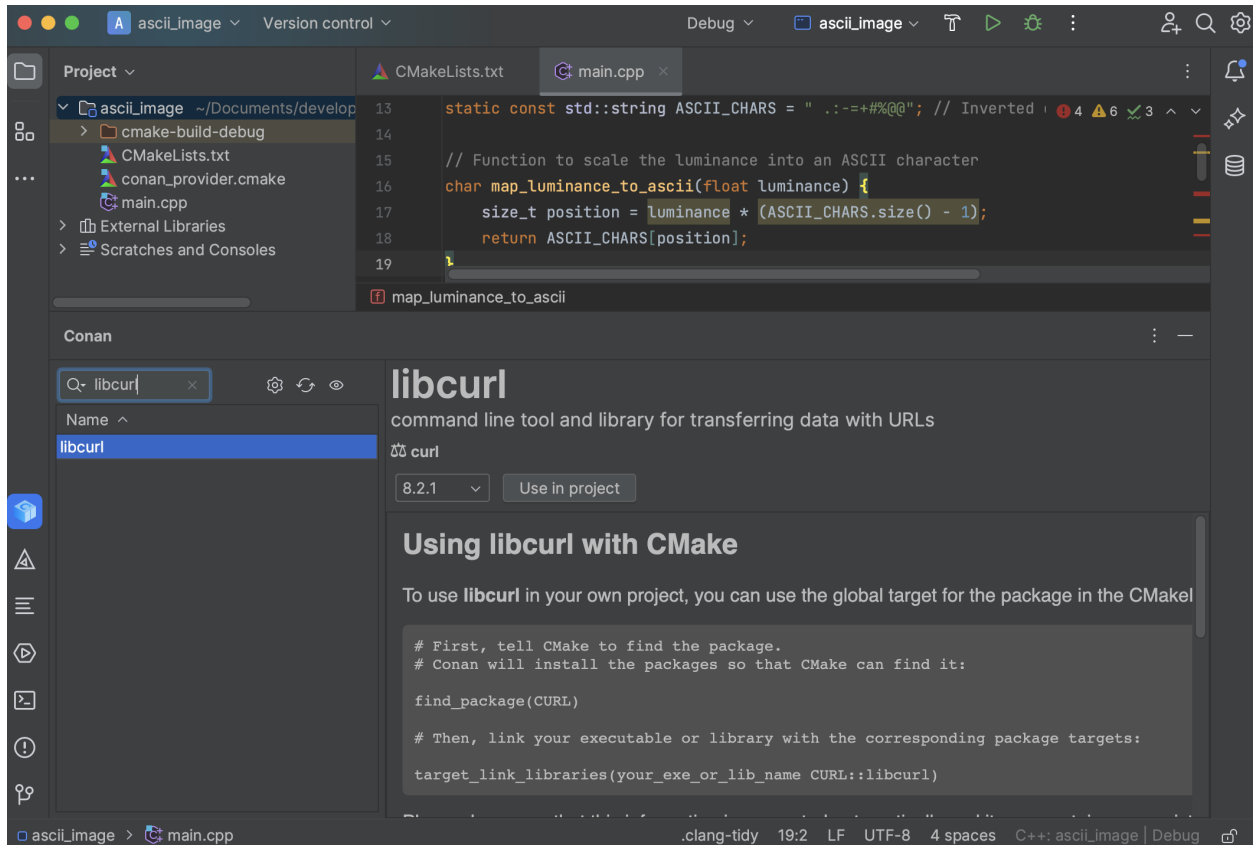 A ascii_image Version control Debug ascii_image
Project
CMakeLists.txt main.cpp
ascii_image ~/Documents/develop
cmake-build-debug
CMakeLists.txt
conan_provider.cmake
main.cpp
External Libraries
Scratches and Consoles
13 static const std::string ASCII_CHARS = " .:-=+#%@@"; // Inverted 4 6 3
14
15 // Function to scale the luminance into an ASCII character
16 char map_luminance_to_ascii(float luminance) {
17 size_t position = luminance * (ASCII_CHARS.size() - 1);
18 return ASCII_CHARS[position];
19 }
f map_luminance_to_ascii
Conan
libcurl
Name
libcurl
libcurl
command line tool and library for transferring data with URLs
curl
8.2.1 Use in project
Using libcurl with CMake
To use libcurl in your own project, you can use the global target for the package in the CMakel
# First, tell CMake to find the package.
# Conan will install the packages so that CMake can find it:
find_package(CURL)
# Then, link your executable or library with the corresponding package targets:
target_link_libraries(your_exe_or_lib_name CURL::libcurl)
ascii_image > main.cpp .clang-tidy 19:2 LF UTF-8 4 spaces C++: ascii_image | Debug